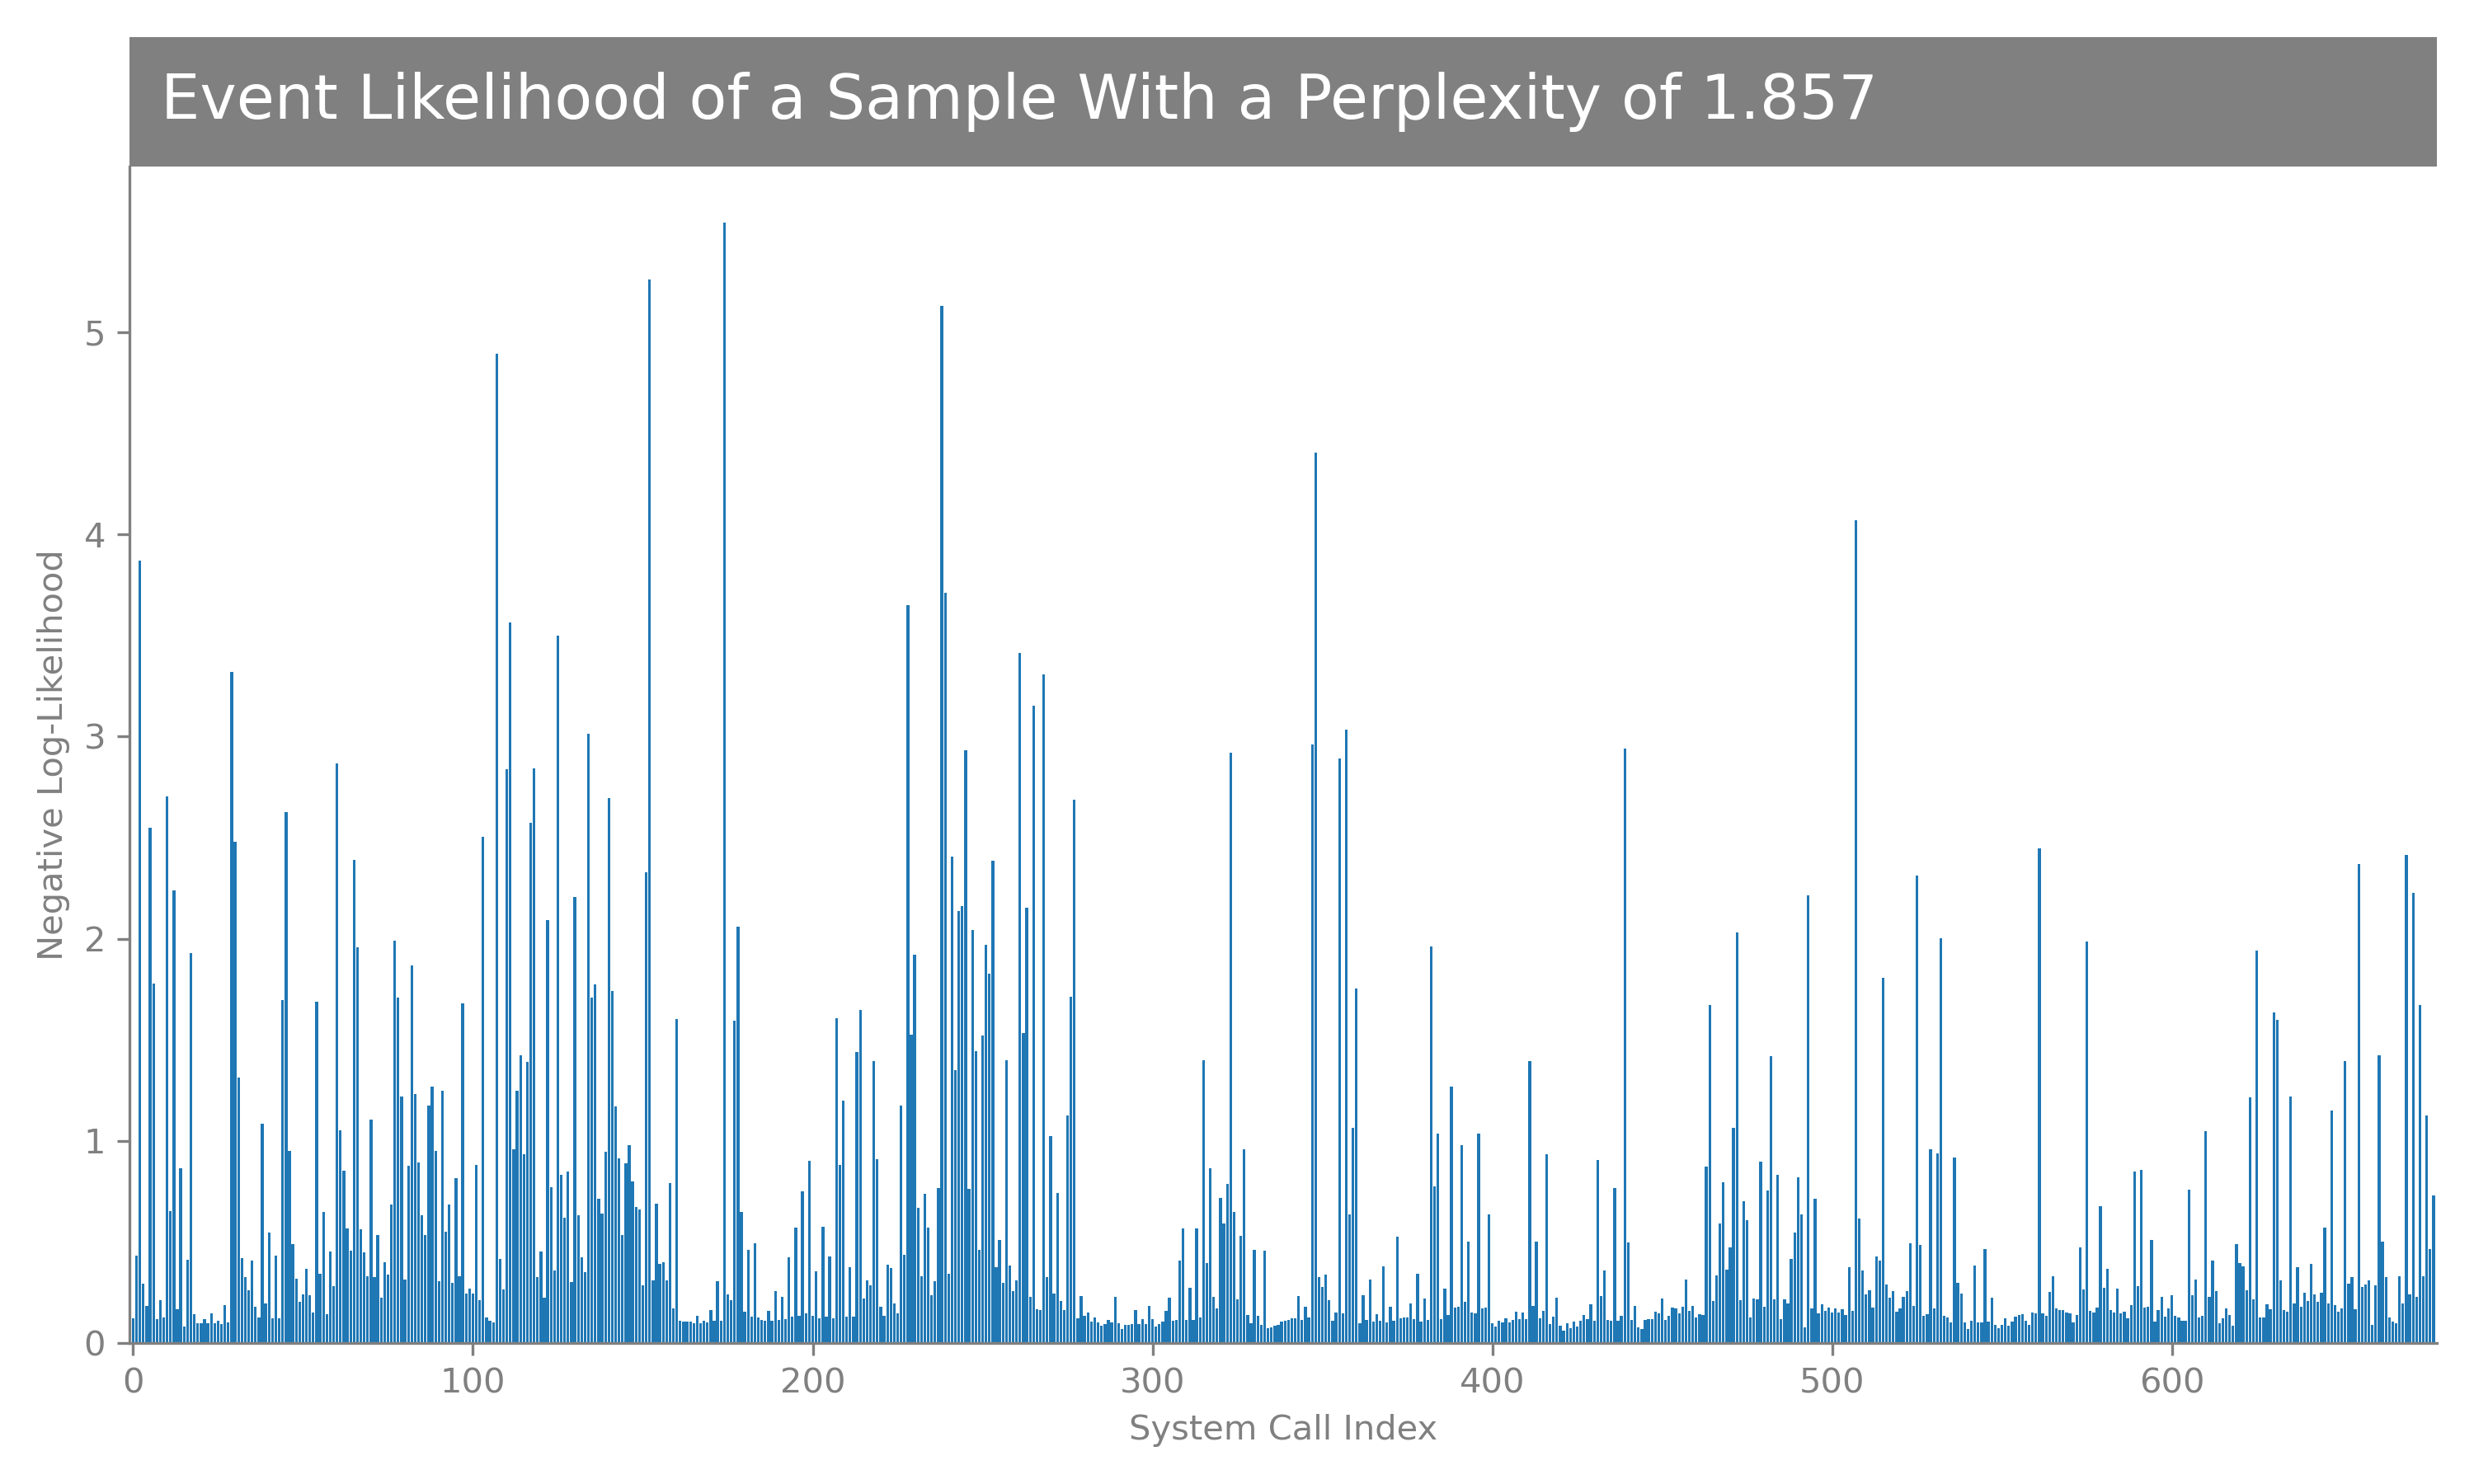 Event Likelihood of a Sample With a Perplexity of 1.857
5
4
3
2
1
0
Negative Log-Likelihood
0 100 200 300 400 500 600
System Call Index